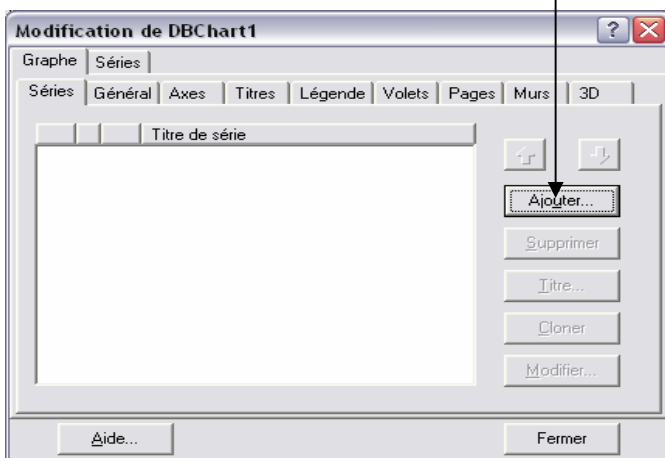 Modification de DBChart1
Graphe Séries
Séries Général Axes Titres Légende Volets Pages Murs 3D
Titre de série
Ajouter...
Supprimer
Titre...
Cloner
Modifier...
Aide... Fermer